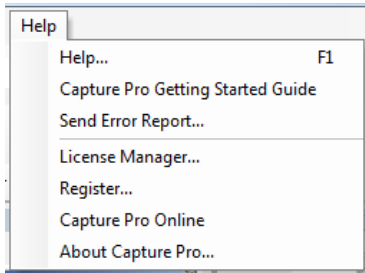 Help
Help... F1
Capture Pro Getting Started Guide
Send Error Report...
License Manager...
Register...
Capture Pro Online
About Capture Pro...